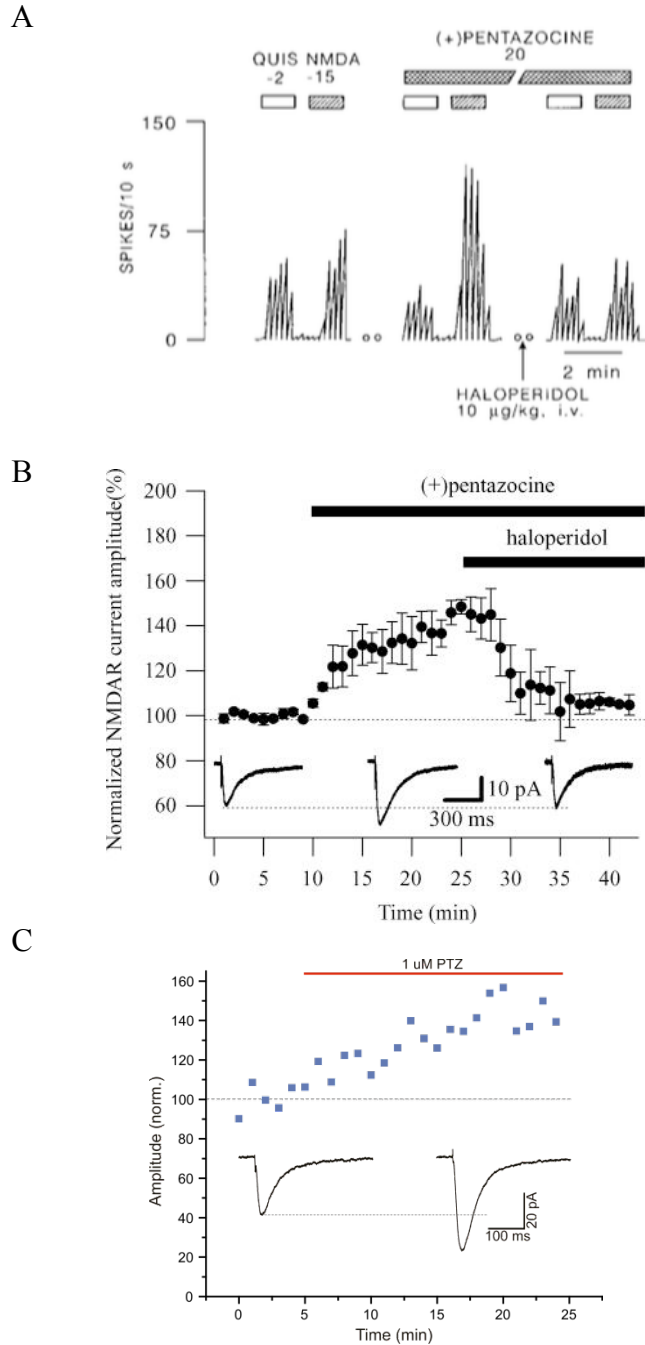 A
(+)PENTAZOCINE
20
QUIS NMDA
-2 -15
150
75
0
SPIKES/10 s
2 min
HALOPERIDOL
10 µg/kg, i.v.
B
Normalized NMDAR current amplitude(%)
200
180
160
140
120
100
80
60
(+)pentazocine
haloperidol
10 pA
300 ms
0 5 10 15 20 25 30 35 40
Time (min)
C
1 uM PTZ
Amplitude (norm.)
160
140
120
100
80
60
40
20
0
20 pA
100 ms
0 5 10 15 20 25
Time (min)